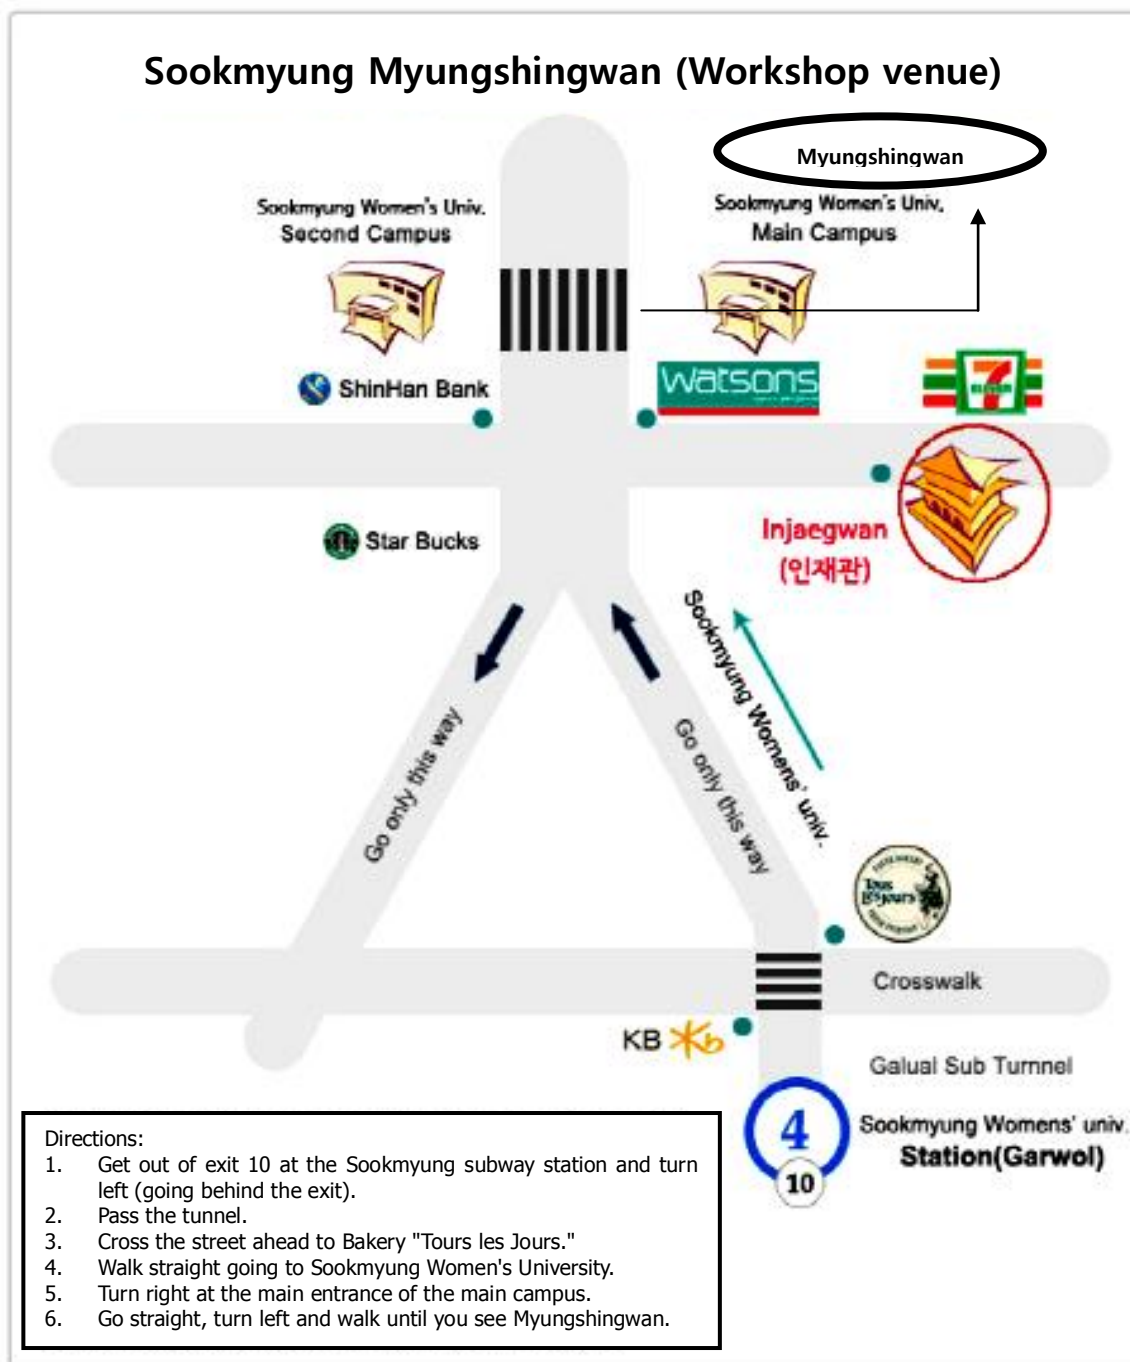 Sookmyung Myungshingwan (Workshop venue)
Myungshingwan
Sookmyung Women's Univ.
Second Campus
Sookmyung Women's Univ.
Main Campus
ShinHan Bank
watsons
7
ELEVEN
Injaegwan
(인재관)
Star Bucks
Sookmyung Womens' univ.
Go only this way
Go only this way
Tous
Les Jours
Crosswalk
KB
Galual Sub Turnnel
4
10
Sookmyung Womens' univ.
Station(Garwol)
Directions:
1. Get out of exit 10 at the Sookmyung subway station and turn
left (going behind the exit).
2. Pass the tunnel.
3. Cross the street ahead to Bakery "Tours les Jours."
4. Walk straight going to Sookmyung Women's University.
5. Turn right at the main entrance of the main campus.
6. Go straight, turn left and walk until you see Myungshingwan.